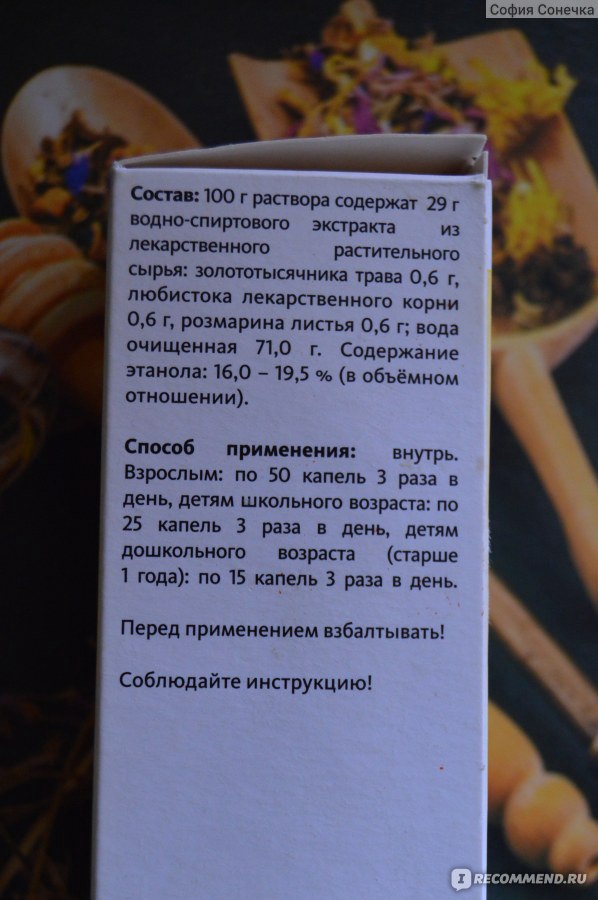 София Сонечка
Состав: 100 г раствора содержат 29 г
водно-спиртового экстракта из
лекарственного растительного
сырья: золототысячника трава 0,6 г,
любистока лекарственного корни
0,6 г, розмарина листья 0,6 г; вода
очищенная 71,0 г. Содержание
этанола: 16,0 – 19,5 % (в объёмном
отношении).
Способ применения: внутрь.
Взрослым: по 50 капель 3 раза в
день, детям школьного возраста: по
25 капель 3 раза в день, детям
дошкольного возраста (старше
1 года): по 15 капель 3 раза в день.
Перед применением взбалтывать!
Соблюдайте инструкцию!
I RECOMMEND.RU